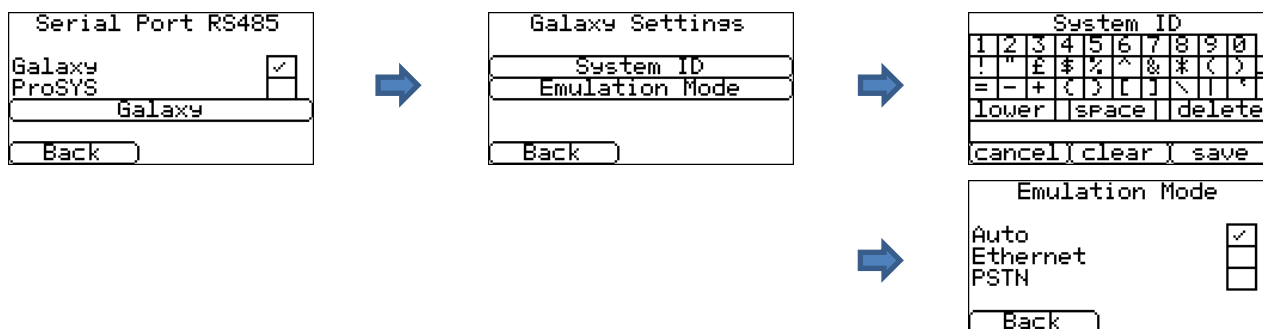 Serial Port RS485
Galaxy
ProSYS
Galaxy
Back
Galaxy Settings
System ID
Emulation Mode
Back
System ID
1 2 3 4 5 6 7 8 9 0
! " £ $ % ^ & * ( )
= - + { } [ ] \ |
lower space delete
cancel clear save
Emulation Mode
Auto
Ethernet
PSTN
Back